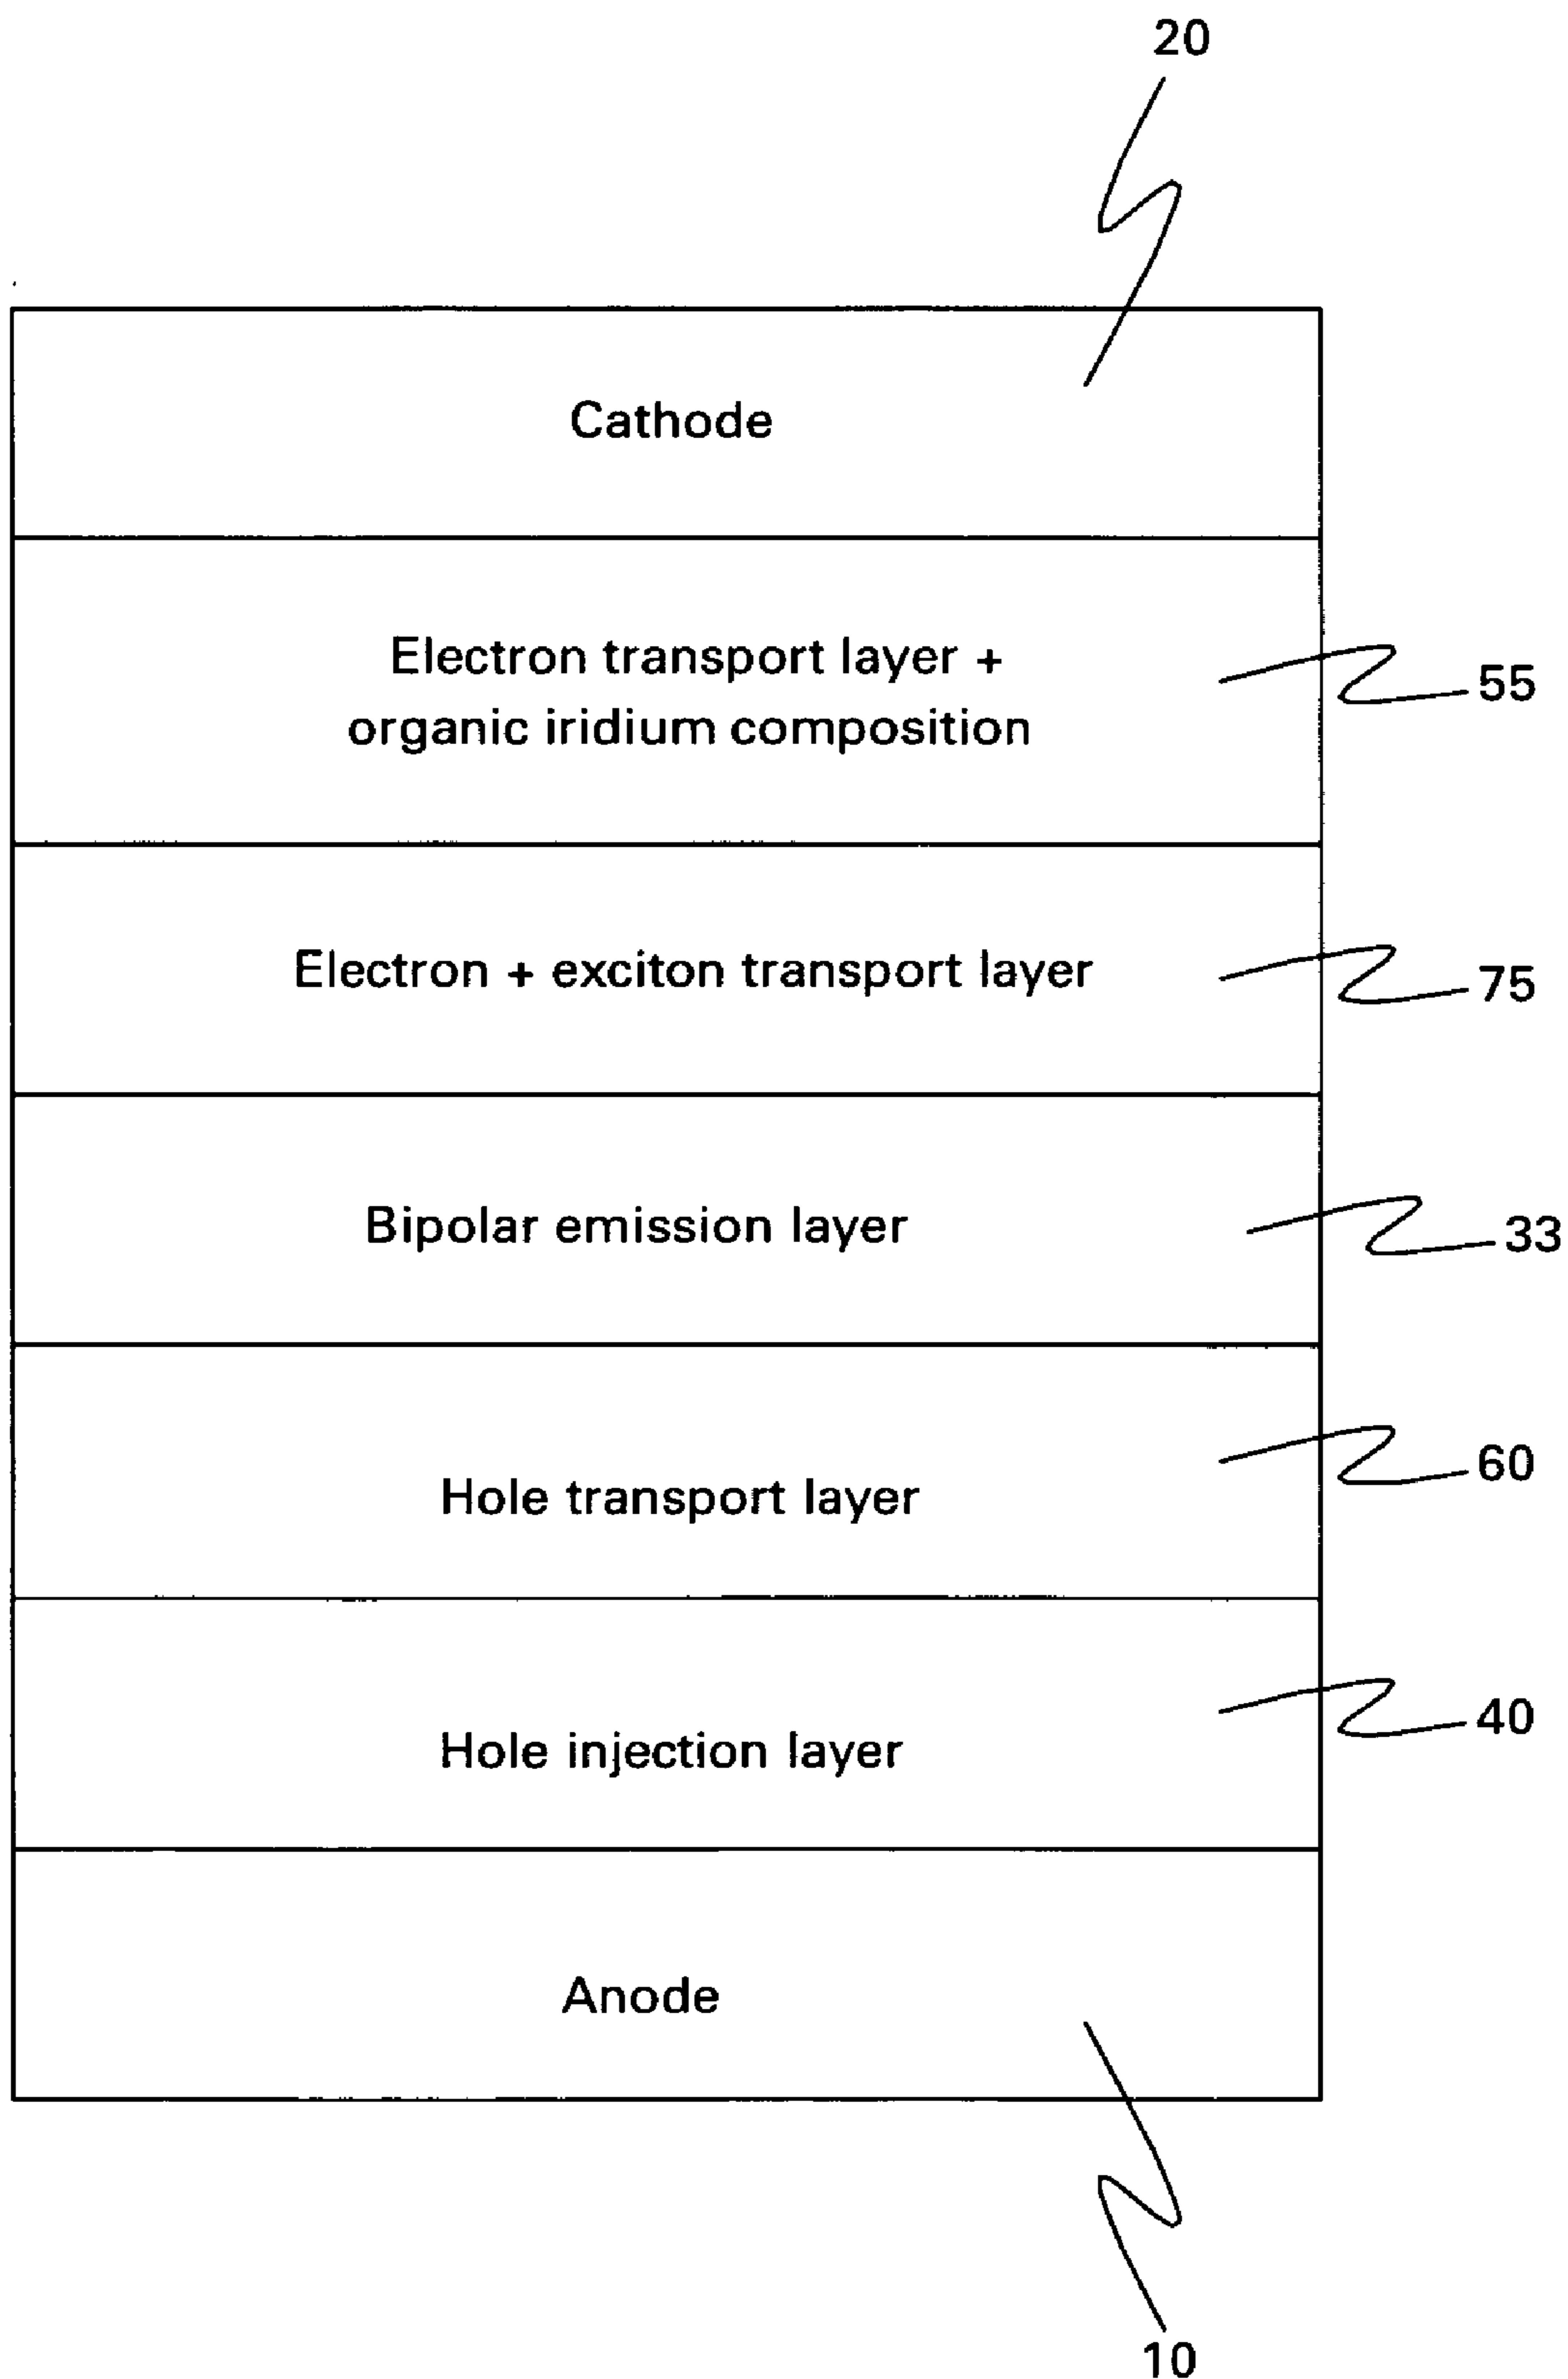 20
Cathode
Electron transport layer +
organic iridium composition
55
Electron + exciton transport layer
75
Bipolar emission layer
33
Hole transport layer
60
Hole injection layer
40
Anode
10